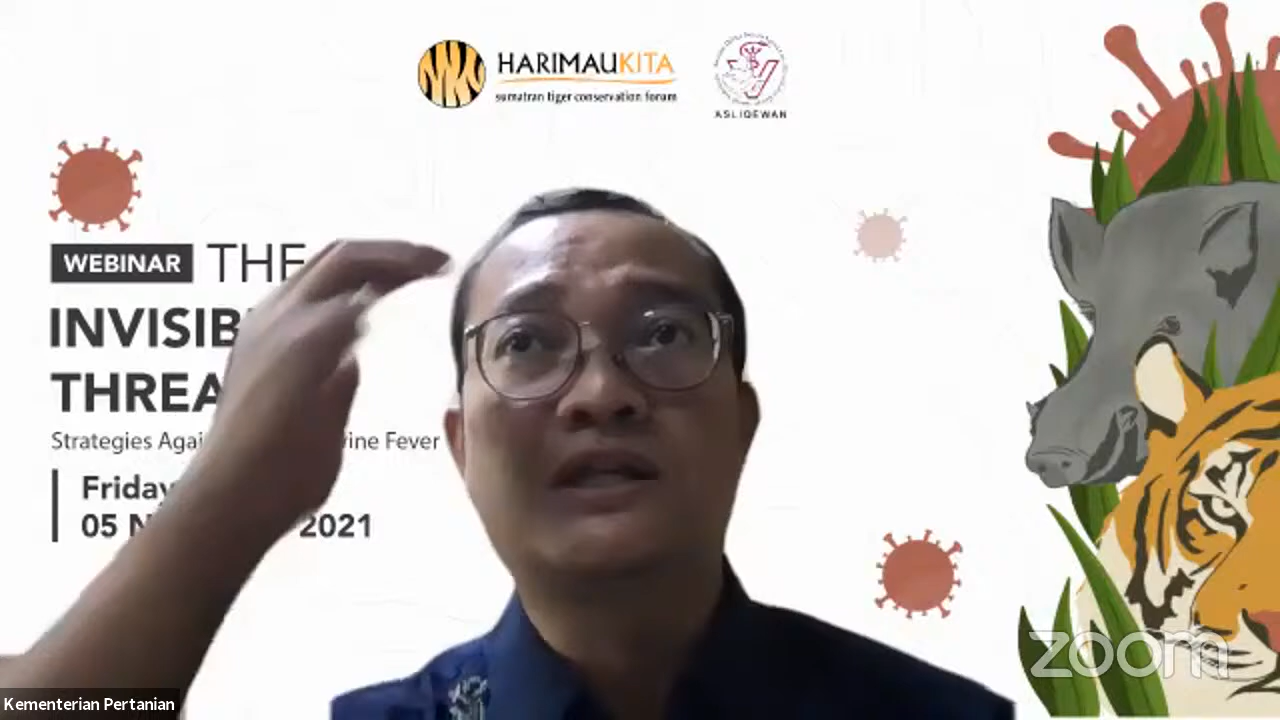 HARIMAUKITA
sumatran tiger conservation forum
ASLIQEWAN
WEBINAR THE
INVISIB
THREA
Strategies Agai vine Fever
Friday
05 N 2021
zoom
Kementerian Pertanian